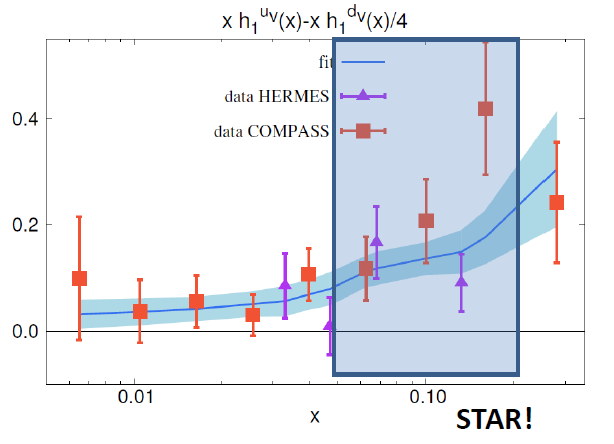 x h₁ᵘᵛ(x)-x h₁ᵈᵛ(x)/4
fit
data HERMES
data COMPASS
0.4
0.2
0.0
0.01
0.10
x
STAR!